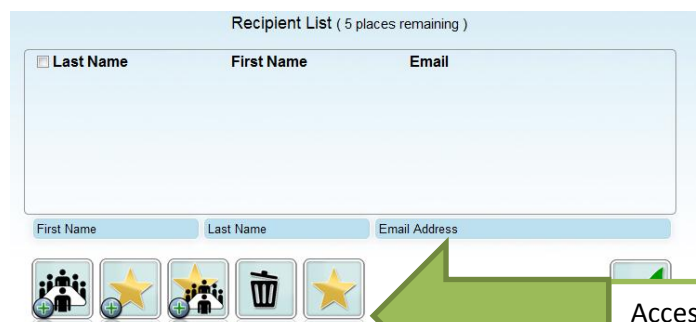 Recipient List ( 5 places remaining )
Last Name First Name Email
First Name Last Name Email Address